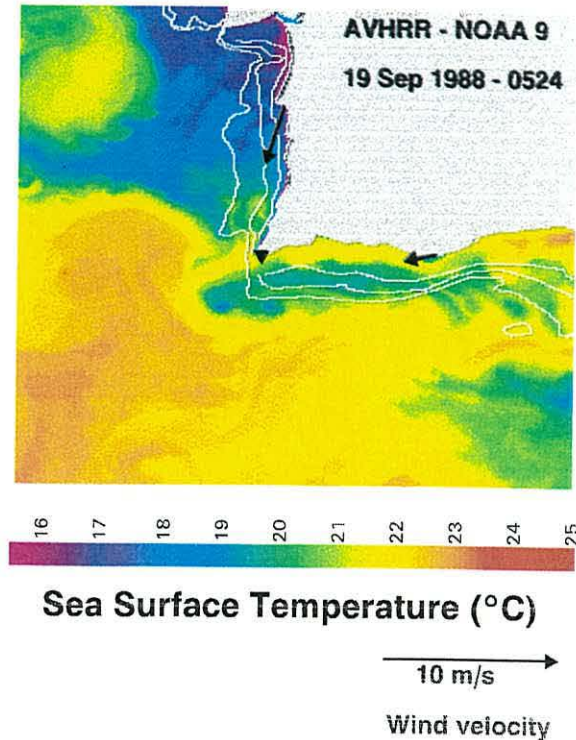 AVHRR - NOAA 9
19 Sep 1988 - 0524
16 17 18 19 20 21 22 23 24 25
Sea Surface Temperature (°C)
10 m/s
Wind velocity